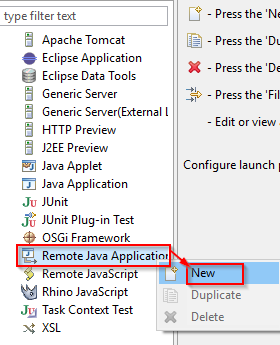 type filter text
Apache Tomcat
Eclipse Application
Eclipse Data Tools
Generic Server
Generic Server(External L
HTTP Preview
J2EE Preview
Java Applet
Java Application
JUnit
JUnit Plug-in Test
OSGi Framework
Remote Java Application
Remote JavaScript
Rhino JavaScript
Task Context Test
XSL
- Press the 'Ne
- Press the 'Du
- Press the 'De
- Press the 'Fil
- Edit or view
Configure launch p
New
Duplicate
Delete